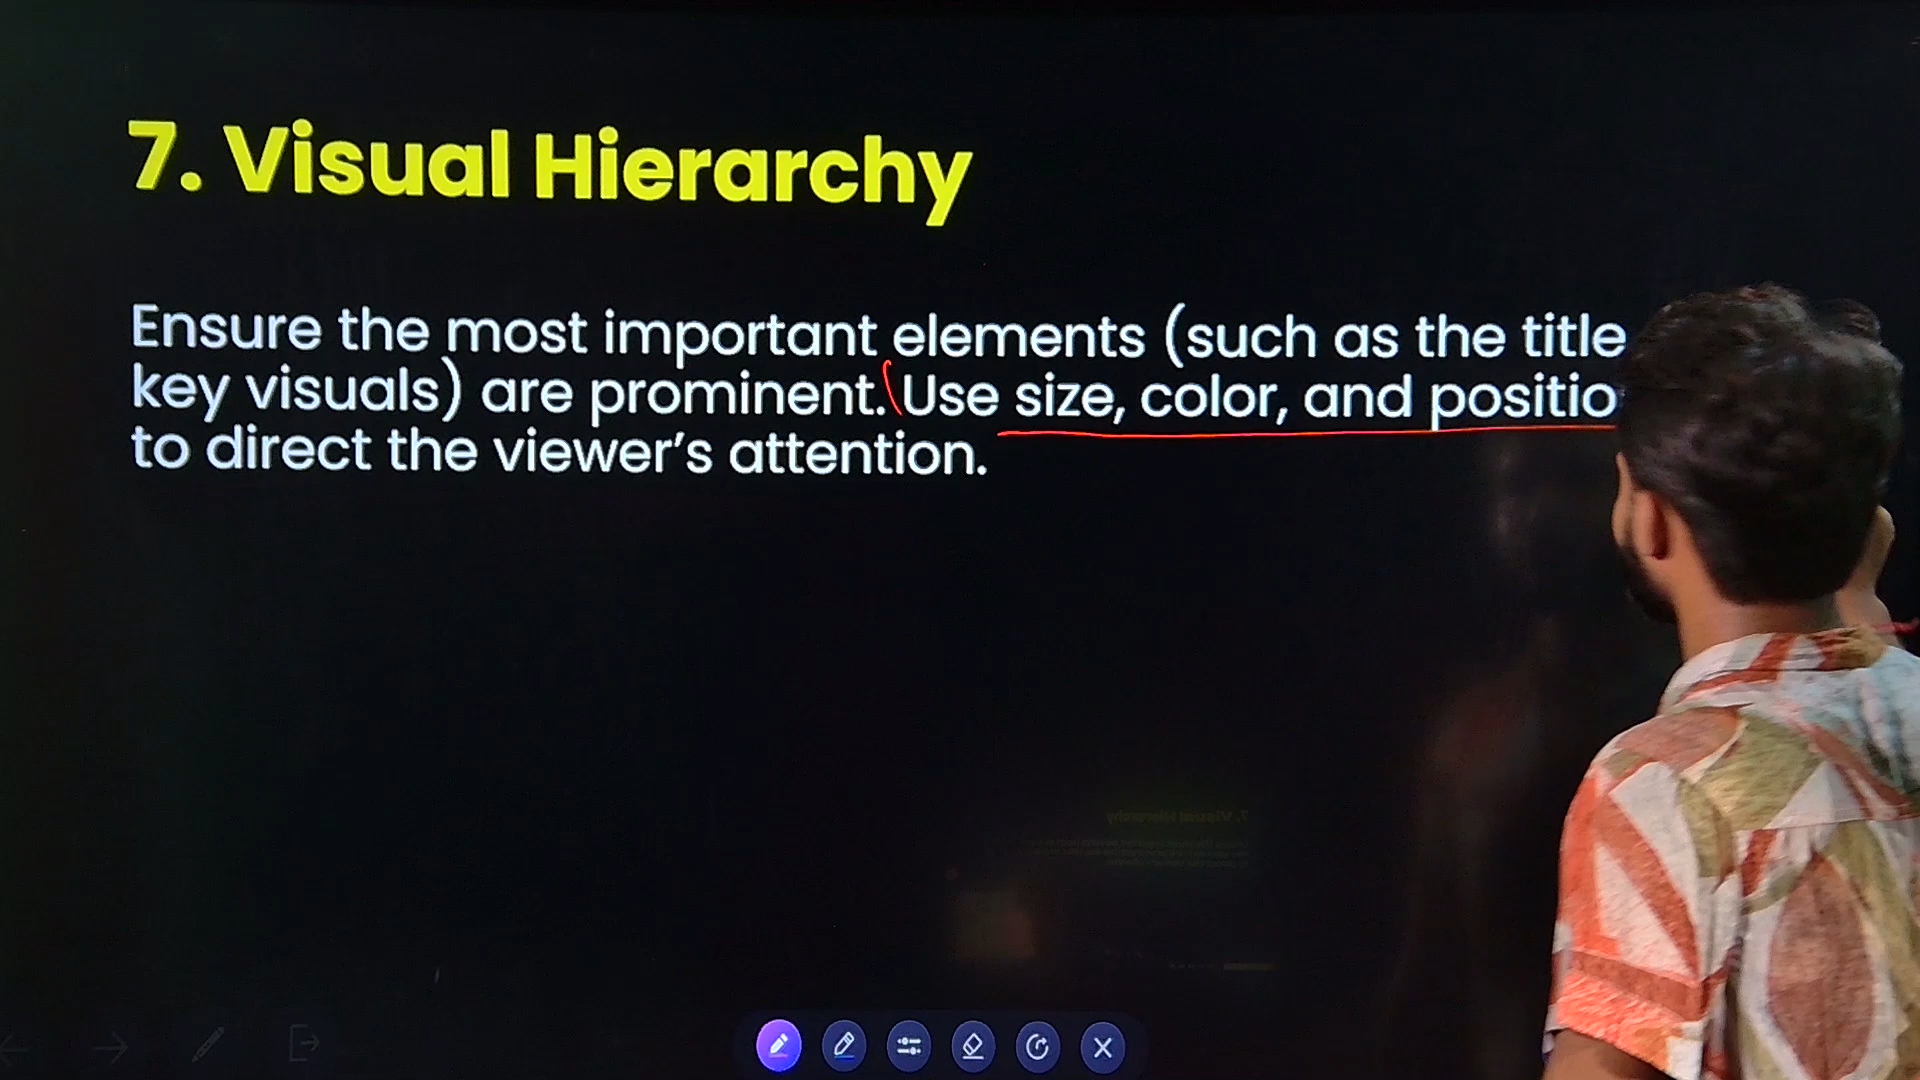 7. Visual Hierarchy
Ensure the most important elements (such as the title
key visuals) are prominent. Use size, color, and
to direct the viewer's attention.